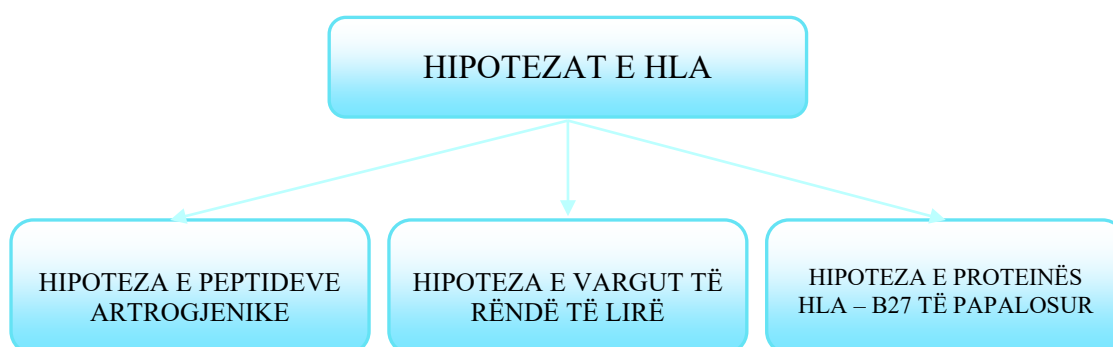 HIPOTEZAT E HLA
HIPOTEZA E PEPTIDEVE
ARTROGJENIKE
HIPOTEZA E VARGUT TË
RËNDË TË LIRË
HIPOTEZA E PROTEINËS
HLA – B27 TË PAPALOSUR